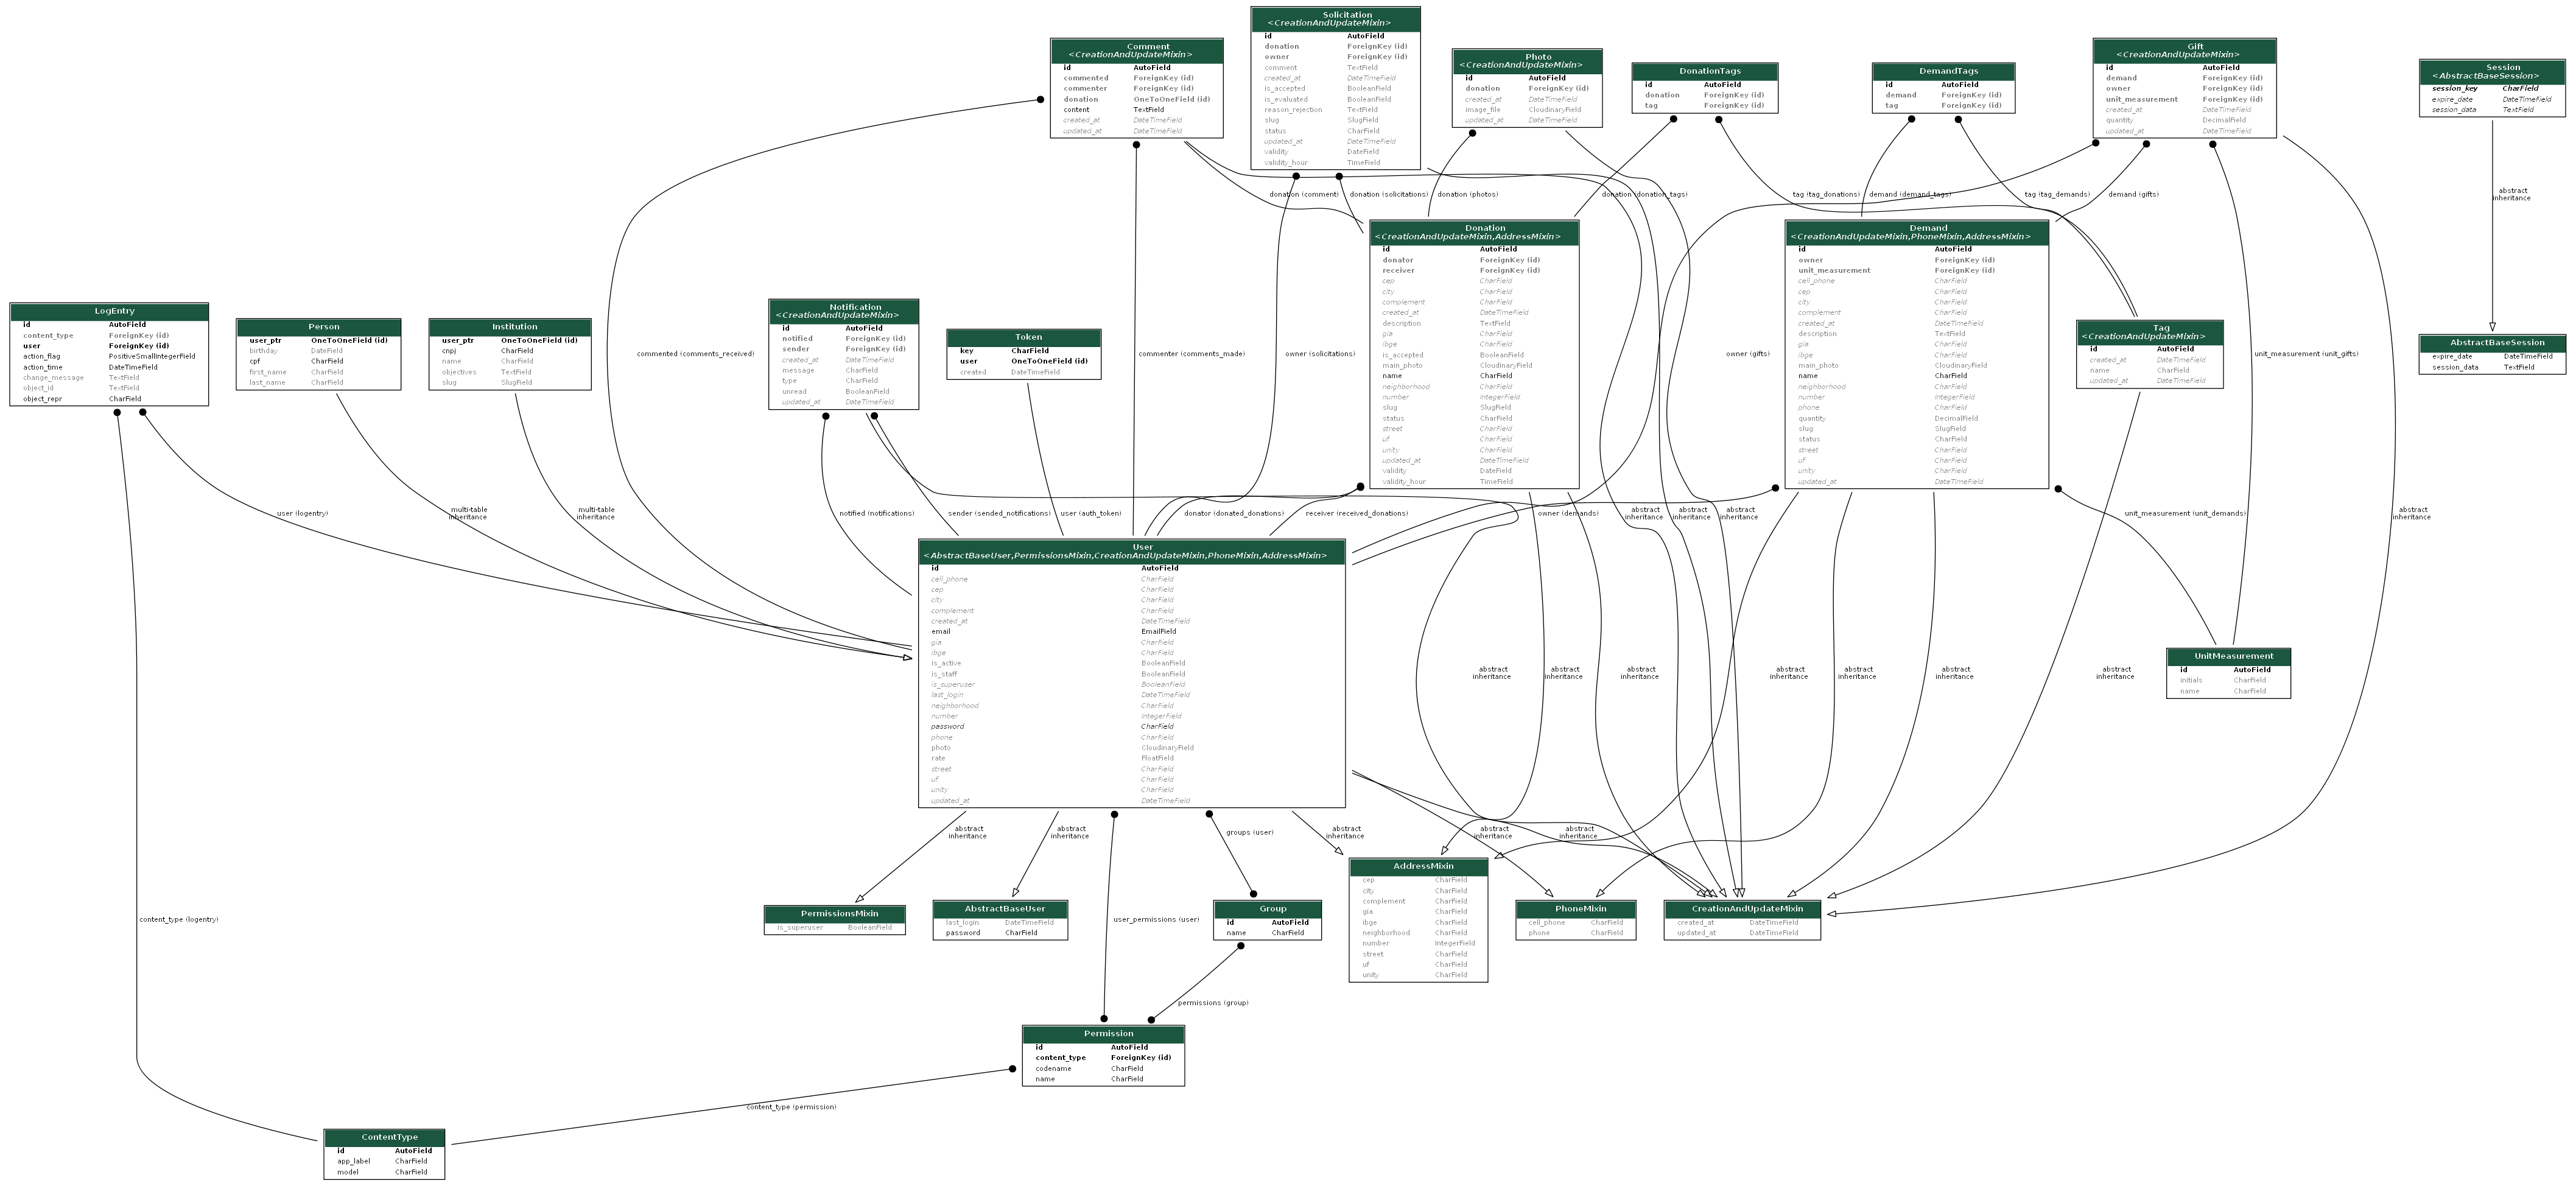 Solicitation
<CreationAndUpdateMixin>
id AutoField
donation ForeignKey (id)
owner ForeignKey (id)
comment TextField
created_at DateTimeField
is_accepted BooleanField
is_evaluated BooleanField
reason_rejection TextField
slug SlugField
status CharField
updated_at DateTimeField
validity DateField
validity_hour TimeField
Comment
<CreationAndUpdateMixin>
id AutoField
commented ForeignKey (id)
commenter ForeignKey (id)
donation OneToOneField (id)
content TextField
created_at DateTimeField
updated_at DateTimeField
Photo
<CreationAndUpdateMixin>
id AutoField
donation ForeignKey (id)
created_at DateTimeField
image_file CloudinaryField
updated_at DateTimeField
DonationTags
id AutoField
donation ForeignKey (id)
tag ForeignKey (id)
DemandTags
id AutoField
demand ForeignKey (id)
tag ForeignKey (id)
Gift
<CreationAndUpdateMixin>
id AutoField
demand ForeignKey (id)
owner ForeignKey (id)
unit_measurement ForeignKey (id)
created_at DateTimeField
quantity DecimalField
updated_at DateTimeField
Session
<AbstractBaseSession>
session_key CharField
expire_date DateTimeField
session_data TextField
donation (comment)
donation (solicitations)
donation (photos)
donation (donation_tags)
tag (tag_donations)
demand (demand_tags)
tag (tag_demands)
demand (gifts)
abstract
inheritance
Donation
<CreationAndUpdateMixin,AddressMixin>
id AutoField
donator ForeignKey (id)
receiver ForeignKey (id)
cep CharField
city CharField
complement CharField
created_at DateTimeField
description TextField
gia CharField
ibge CharField
is_accepted BooleanField
main_photo CloudinaryField
name CharField
neighborhood CharField
number IntegerField
slug SlugField
status CharField
street CharField
uf CharField
unity CharField
updated_at DateTimeField
validity DateField
validity_hour TimeField
Demand
<CreationAndUpdateMixin,PhoneMixin,AddressMixin>
id AutoField
owner ForeignKey (id)
unit_measurement ForeignKey (id)
cell_phone CharField
cep CharField
city CharField
complement CharField
created_at DateTimeField
description TextField
gia CharField
ibge CharField
main_photo CloudinaryField
name CharField
neighborhood CharField
number IntegerField
phone CharField
quantity DecimalField
slug SlugField
status CharField
street CharField
uf CharField
unity CharField
updated_at DateTimeField
LogEntry
id AutoField
content_type ForeignKey (id)
user ForeignKey (id)
action_flag PositiveSmallIntegerField
action_time DateTimeField
change_message TextField
object_id TextField
object_repr CharField
Person
user_ptr OneToOneField (id)
birthday DateField
cpf CharField
first_name CharField
last_name CharField
Institution
user_ptr OneToOneField (id)
cnpj CharField
name CharField
objectives TextField
slug SlugField
Notification
<CreationAndUpdateMixin>
id AutoField
notified ForeignKey (id)
sender ForeignKey (id)
created_at DateTimeField
message CharField
type CharField
unread BooleanField
updated_at DateTimeField
Token
key CharField
user OneToOneField (id)
created DateTimeField
Tag
<CreationAndUpdateMixin>
id AutoField
created_at DateTimeField
name CharField
updated_at DateTimeField
AbstractBaseSession
expire_date DateTimeField
session_data TextField
commented (comments_received)
commenter (comments_made)
owner (solicitations)
owner (gifts)
unit_measurement (unit_gifts)
user (logentry)
multi-table
inheritance
multi-table
inheritance
notified (notifications)
sender (sended_notifications)
user (auth_token)
donator (donated_donations)
receiver (received_donations)
owner (demands)
abstract
inheritance
abstract
inheritance
abstract
inheritance
unit_measurement (unit_demands)
abstract
inheritance
User
<AbstractBaseUser,PermissionsMixin,CreationAndUpdateMixin,PhoneMixin,AddressMixin>
id AutoField
cell_phone CharField
cep CharField
city CharField
complement CharField
created_at DateTimeField
email EmailField
gia CharField
ibge CharField
is_active BooleanField
is_staff BooleanField
is_superuser BooleanField
last_login DateTimeField
neighborhood CharField
number IntegerField
password CharField
phone CharField
photo CloudinaryField
rate FloatField
street CharField
uf CharField
unity CharField
updated_at DateTimeField
abstract
inheritance
abstract
inheritance
abstract
inheritance
abstract
inheritance
abstract
inheritance
abstract
inheritance
abstract
inheritance
UnitMeasurement
id AutoField
initials CharField
name CharField
abstract
inheritance
abstract
inheritance
groups (user)
abstract
inheritance
abstract
inheritance
abstract
inheritance
AddressMixin
cep CharField
city CharField
complement CharField
gia CharField
ibge CharField
neighborhood CharField
number IntegerField
street CharField
uf CharField
unity CharField
PermissionsMixin
is_superuser BooleanField
AbstractBaseUser
last_login DateTimeField
password CharField
Group
id AutoField
name CharField
PhoneMixin
cell_phone CharField
phone CharField
CreationAndUpdateMixin
created_at DateTimeField
updated_at DateTimeField
content_type (logentry)
user_permissions (user)
permissions (group)
Permission
id AutoField
content_type ForeignKey (id)
codename CharField
name CharField
content_type (permission)
ContentType
id AutoField
app_label CharField
model CharField